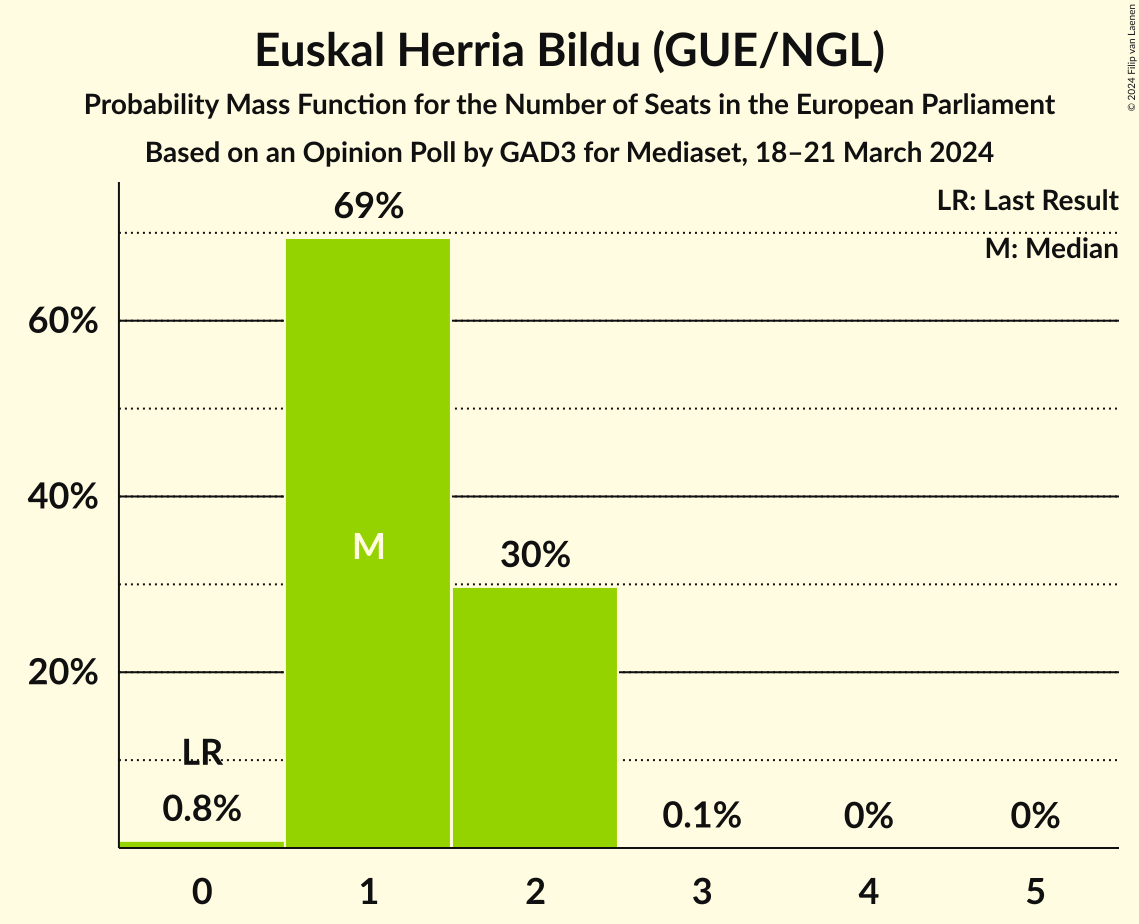 Euskal Herria Bildu (GUE/NGL)
Probability Mass Function for the Number of Seats in the European Parliament
Based on an Opinion Poll by GAD3 for Mediaset, 18–21 March 2024
© 2024 Filip van Laenen
LR: Last Result
M: Median
69%
60%
40%
M
30%
20%
LR
0.8%
0.1%
0%
0%
0 1 2 3 4 5